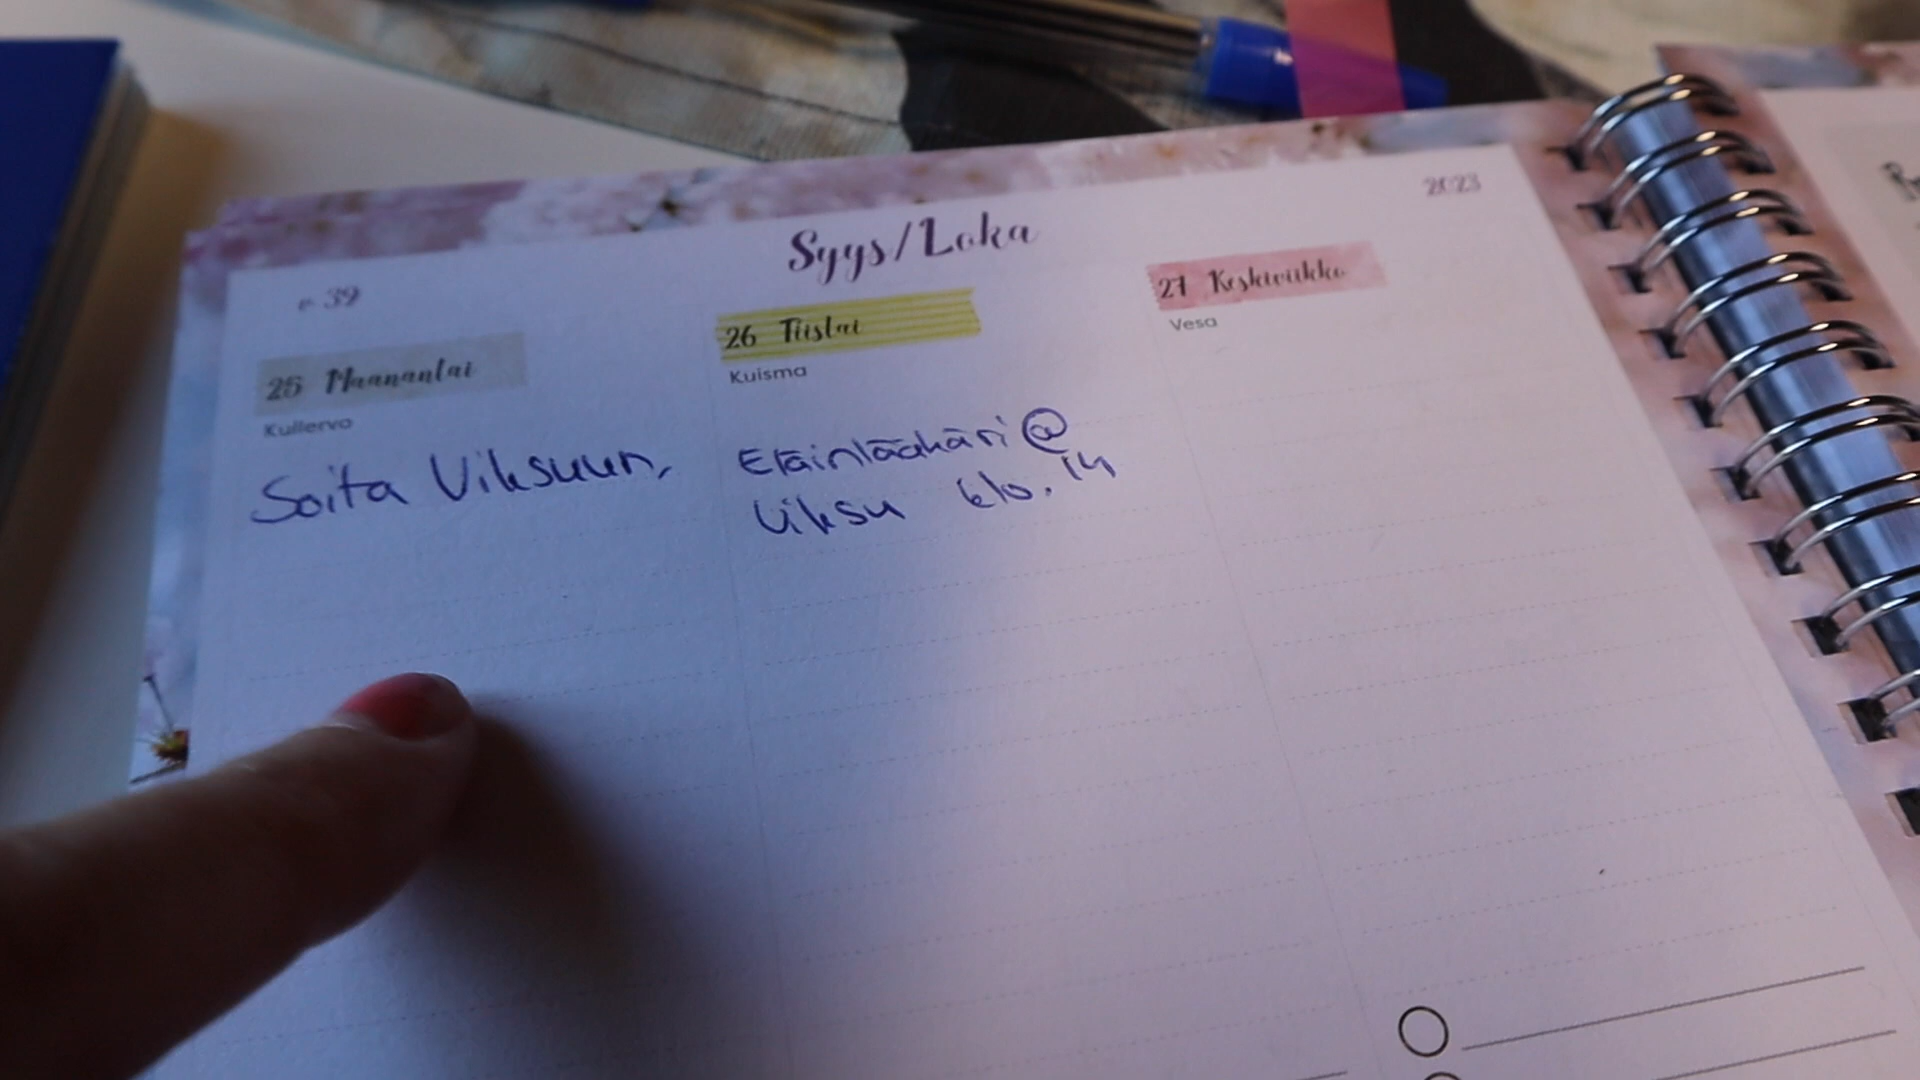 2023
Syys/Loka
v. 39
25 Maanantai
Kullervo
Soita Viksuun,
26 Tiistai
Kuisma
Eläinlääkäri @
Viksu klo. 14
27 Keskiviikko
Vesa